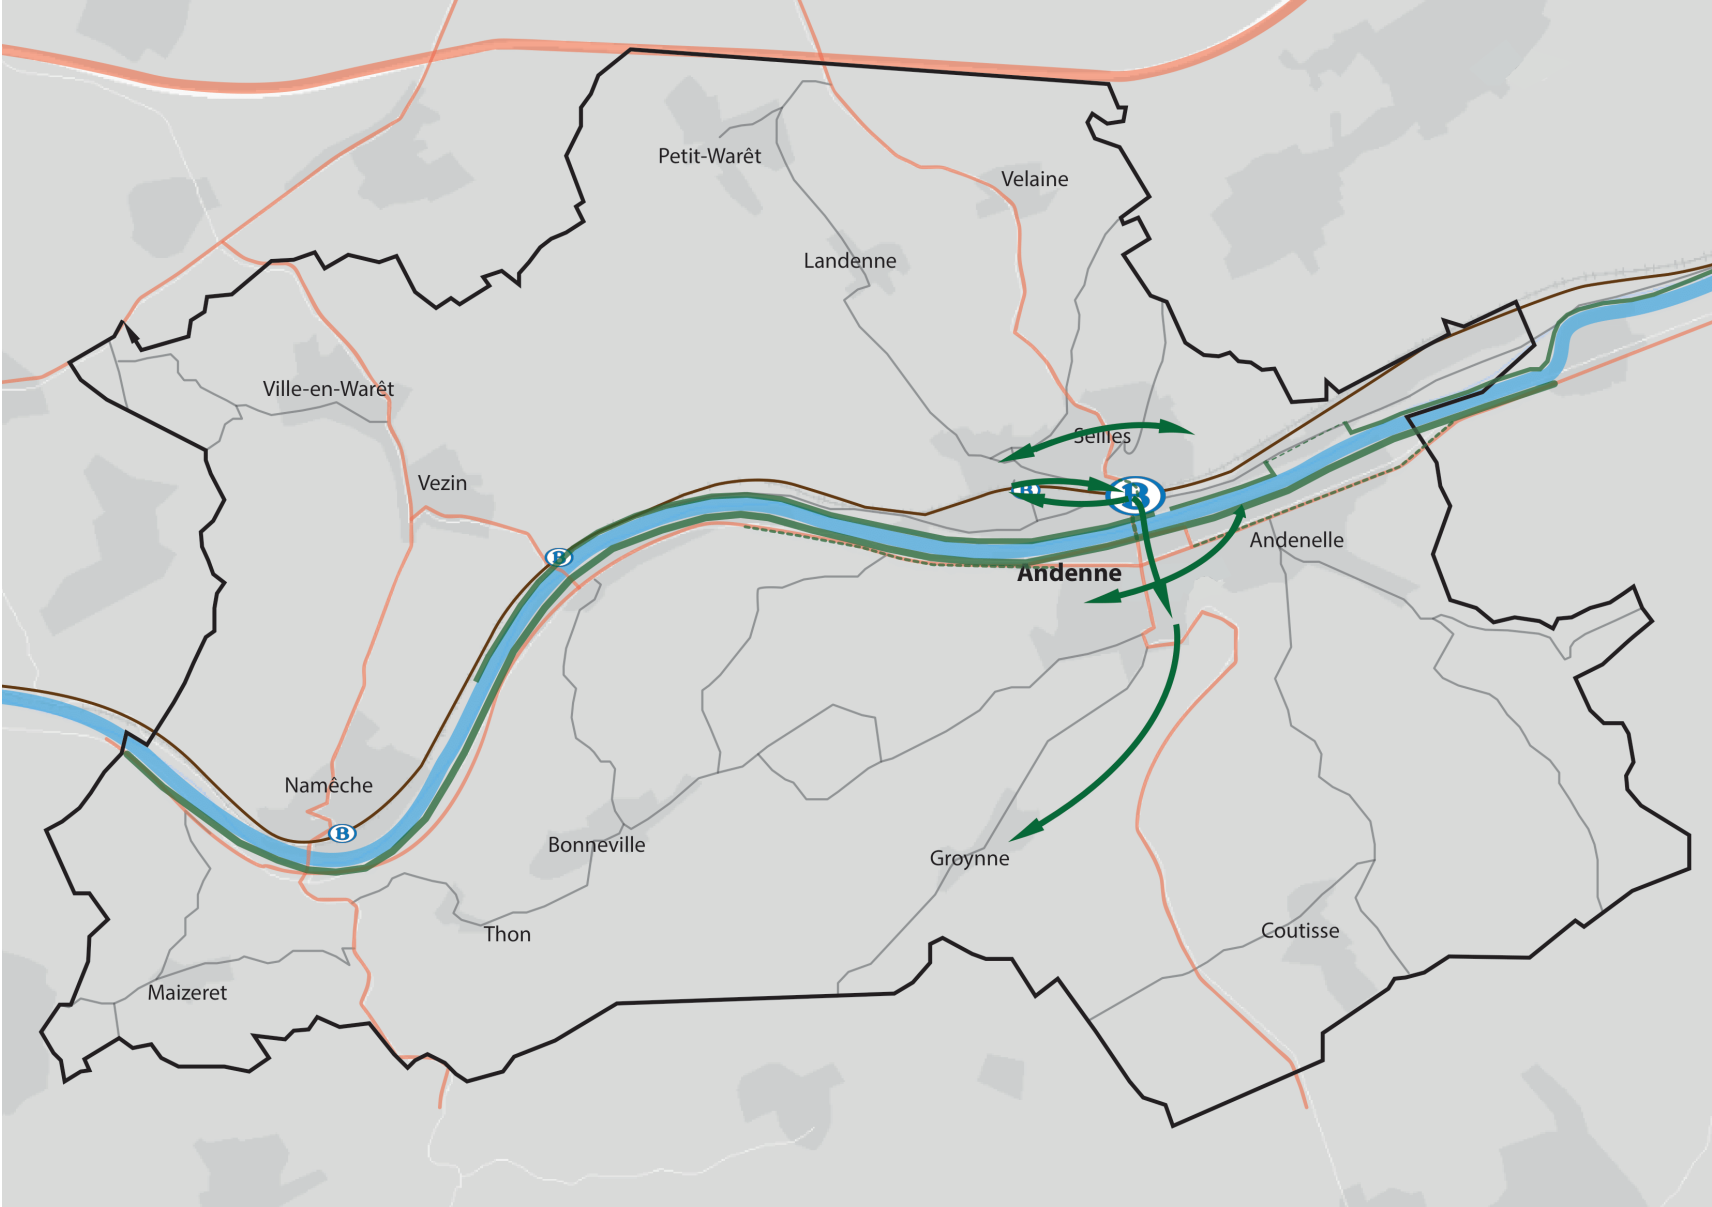 Petit-Warêt
Velaine
Landenne
Ville-en-Warêt
Seilles
Vezin
B
B
Andenelle
B
Andenne
Namêche
B
Bonneville
Groynne
Thon
Coutisse
Maizeret